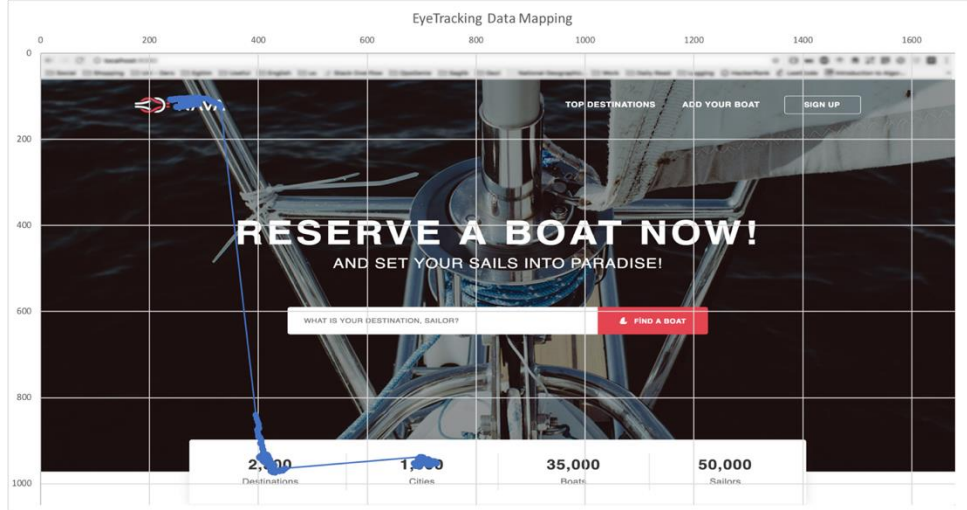 EyeTracking Data Mapping
0 200 400 600 800 1000 1200 1400 1600
0
localhost
TOP DESTINATIONS ADD YOUR BOAT SIGN UP
200
400
RESERVE A BOAT NOW!
AND SET YOUR SAILS INTO PARADISE!
600
WHAT IS YOUR DESTINATION, SAILOR? FIND A BOAT
800
35,000 50,000
Destinations Cities Boats Sailors
1000